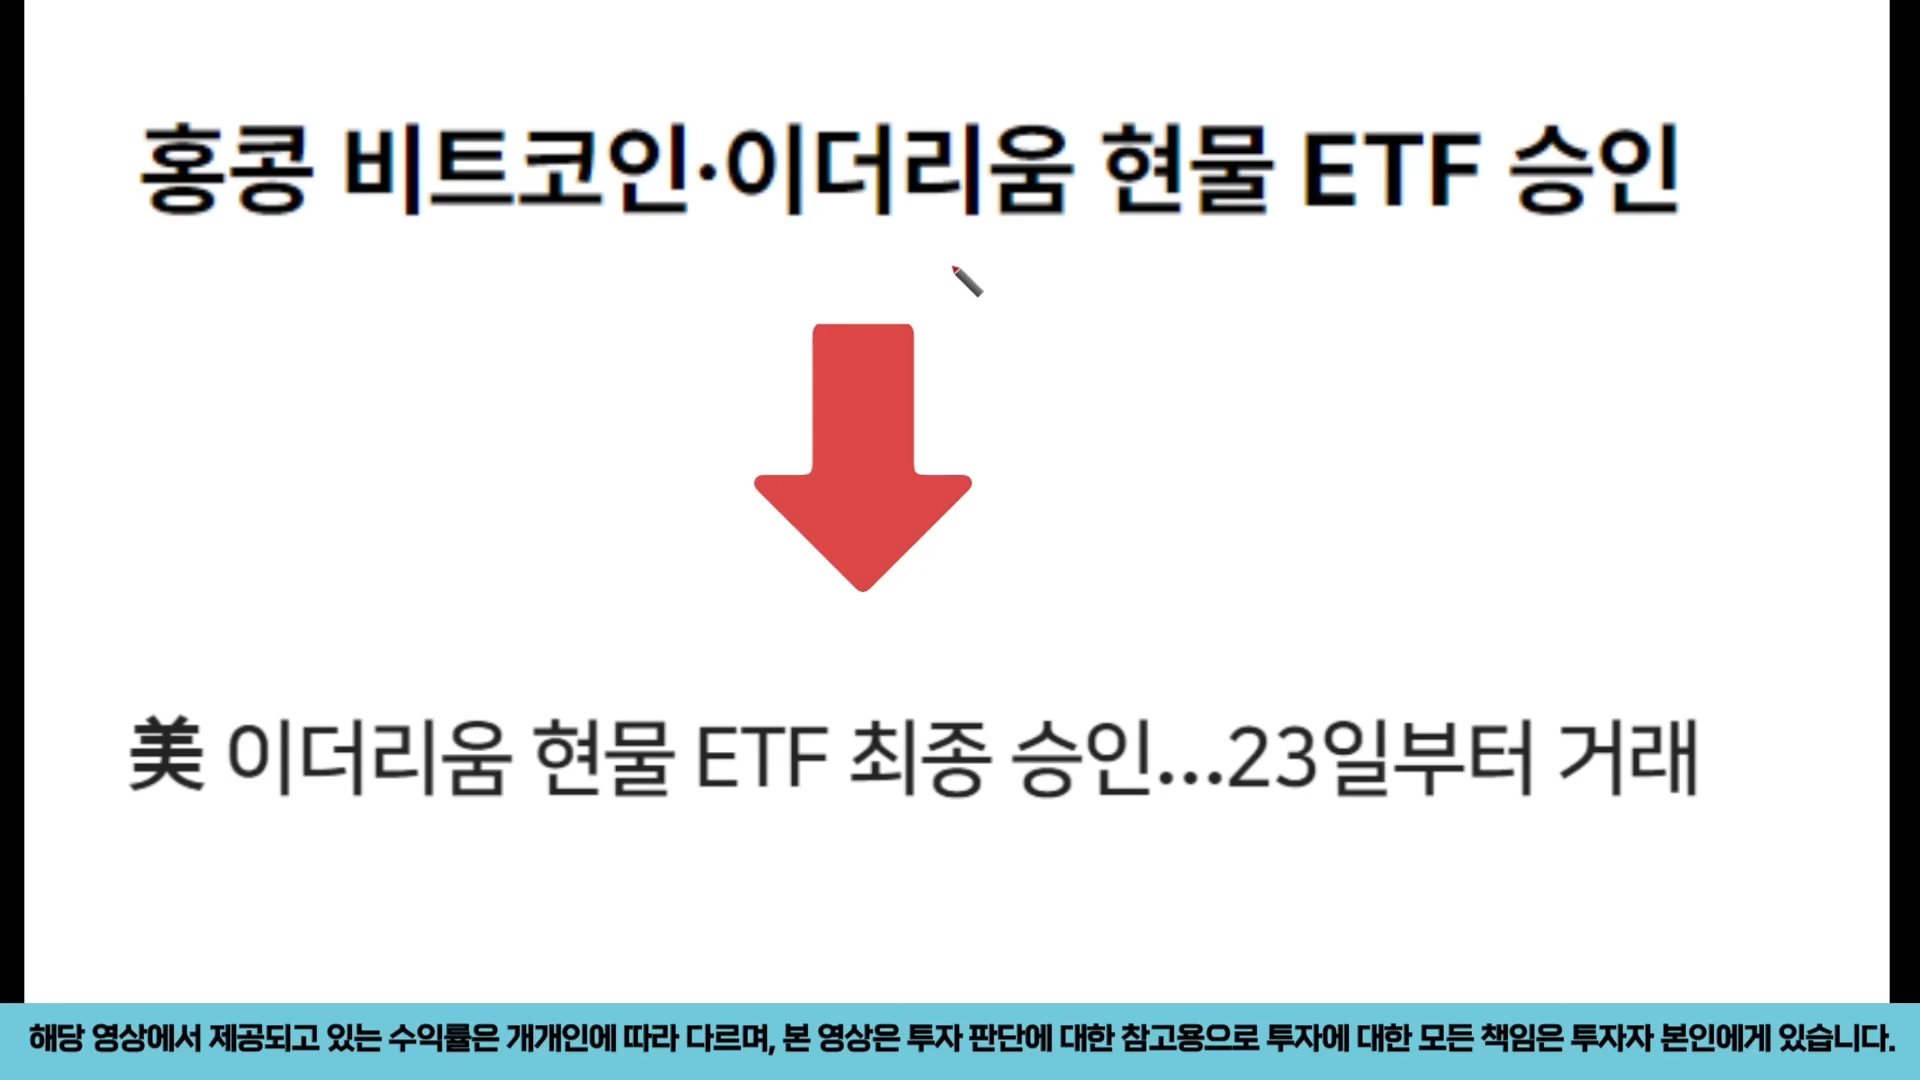 홍콩 비트코인·이더리움 현물 ETF 승인
美 이더리움 현물 ETF 최종 승인...23일부터 거래
해당 영상에서 제공되고 있는 수익률은 개개인에 따라 다르며, 본 영상은 투자 판단에 대한 참고용으로 투자에 대한 모든 책임은 투자자 본인에게 있습니다.